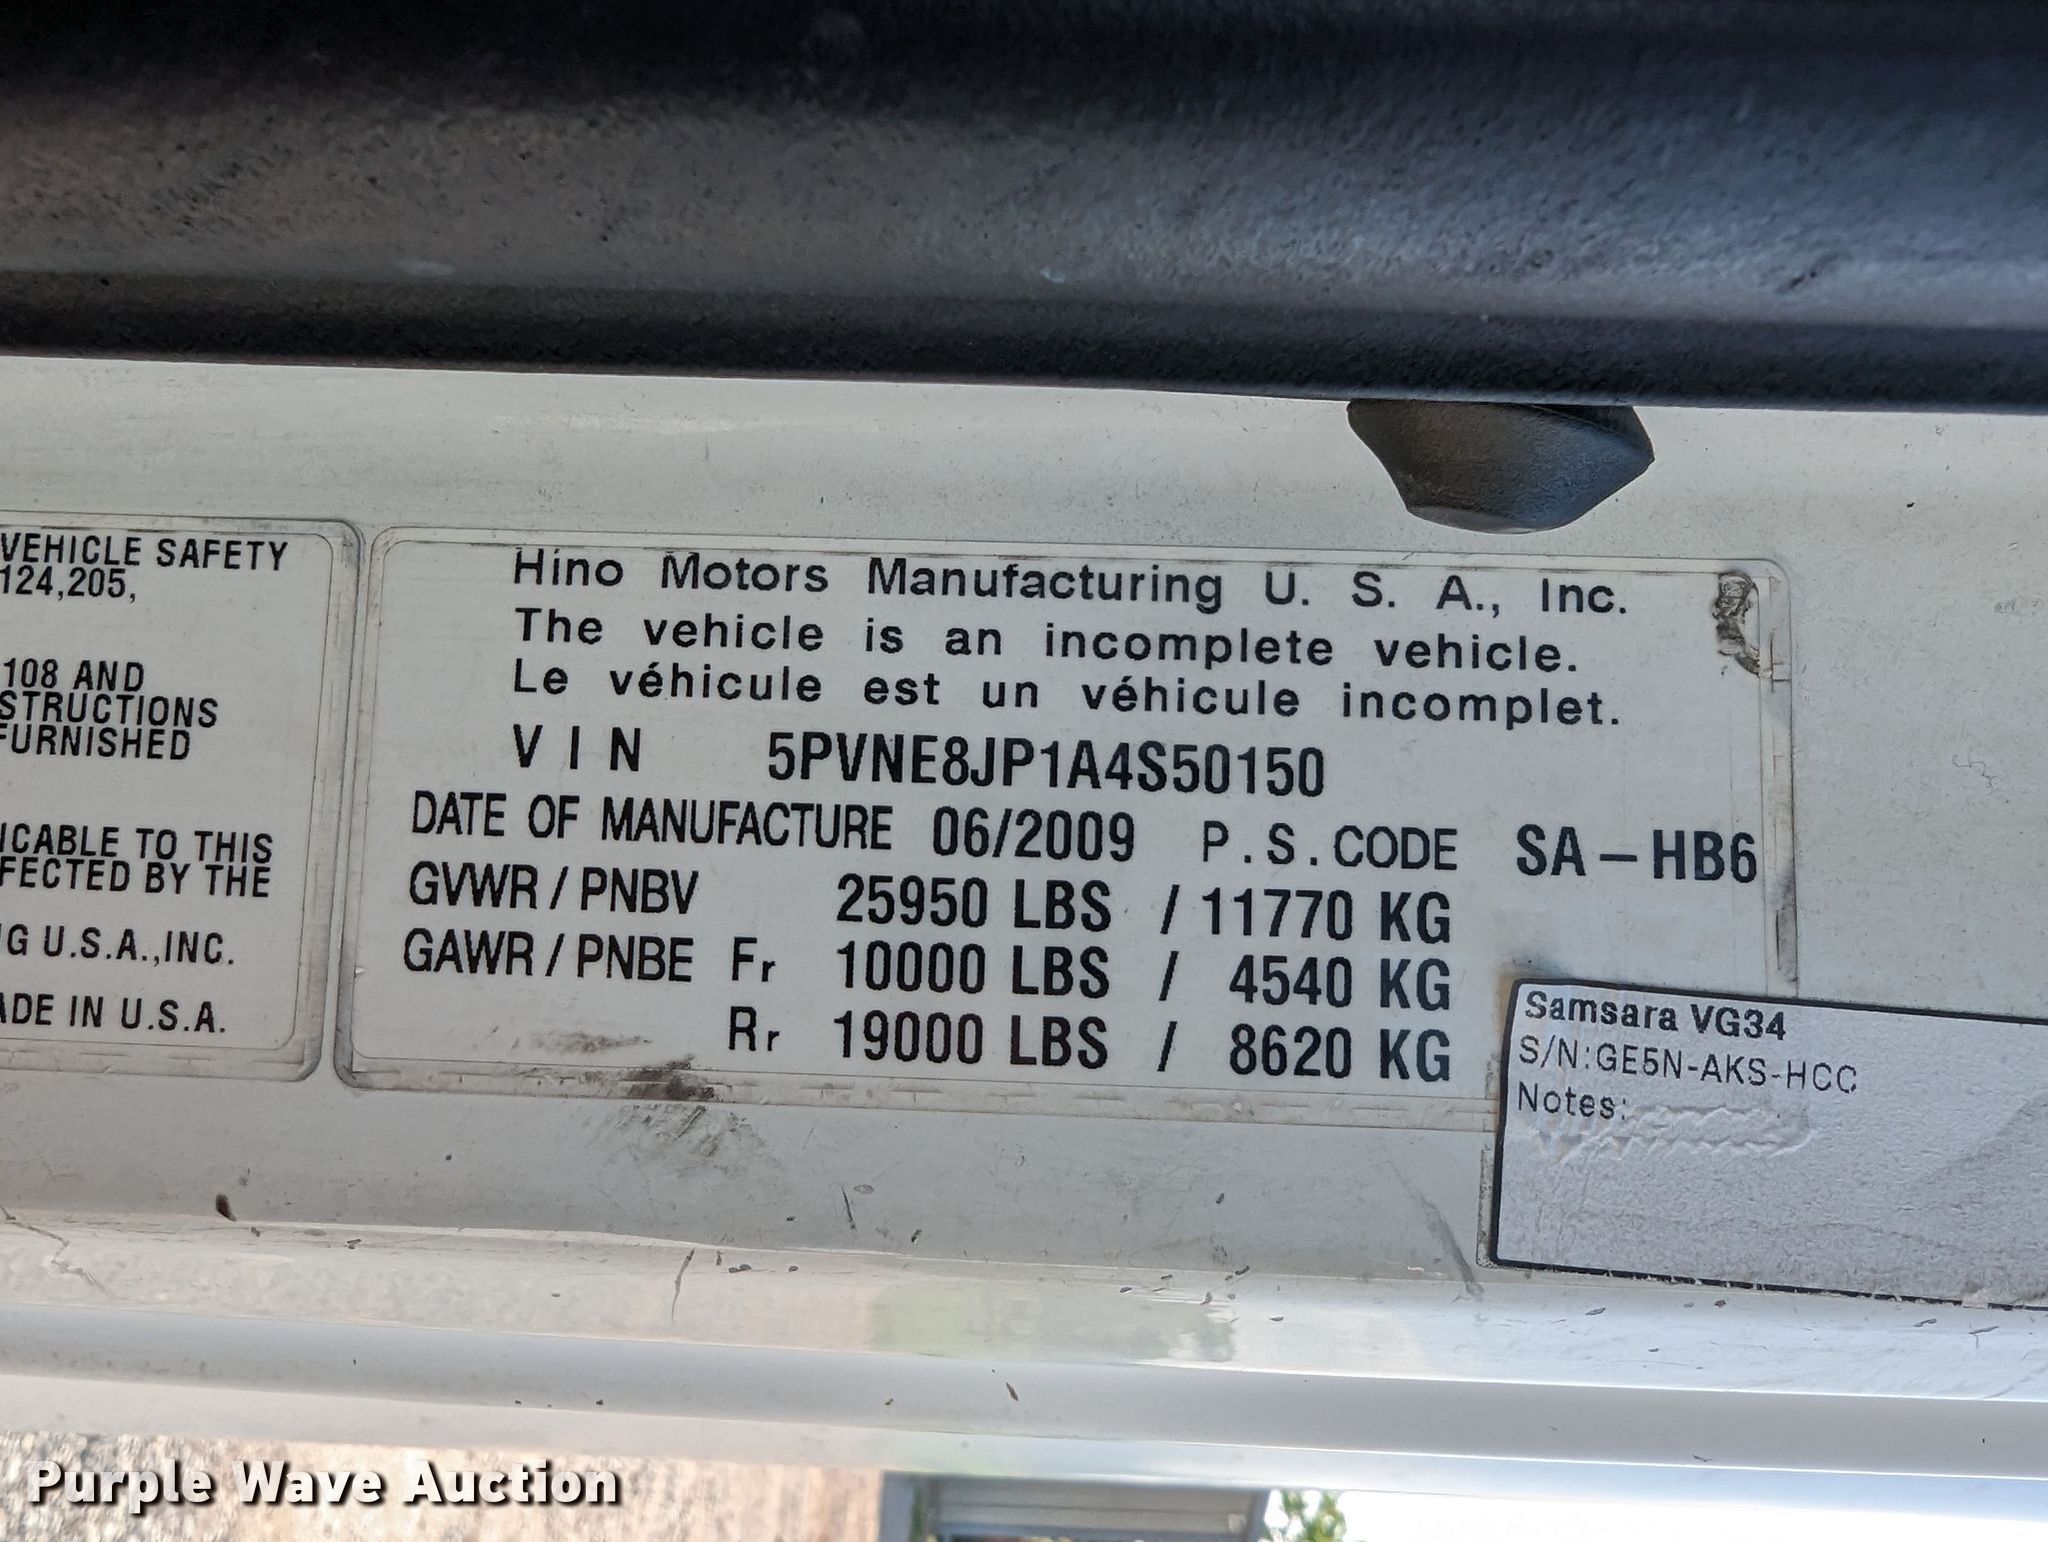 VEHICLE SAFETY
124,205,
108 AND
STRUCTIONS
FURNISHED
ICABLE TO THIS
FECTED BY THE
G U.S.A.,INC.
ADE IN U.S.A.
Hino Motors Manufacturing U. S. A., Inc.
The vehicle is an incomplete vehicle.
Le véhicule est un véhicule incomplet.
VIN 5PVNE8JP1A4S50150
DATE OF MANUFACTURE 06/2009 P.S.CODE SA-HB6
GVWR/PNBV 25950 LBS / 11770 KG
GAWR/PNBE Fr 10000 LBS / 4540 KG
Rr 19000 LBS / 8620 KG
Samsara VG34
S/N:GE5N-AKS-HCC
Notes:
Purple Wave Auction